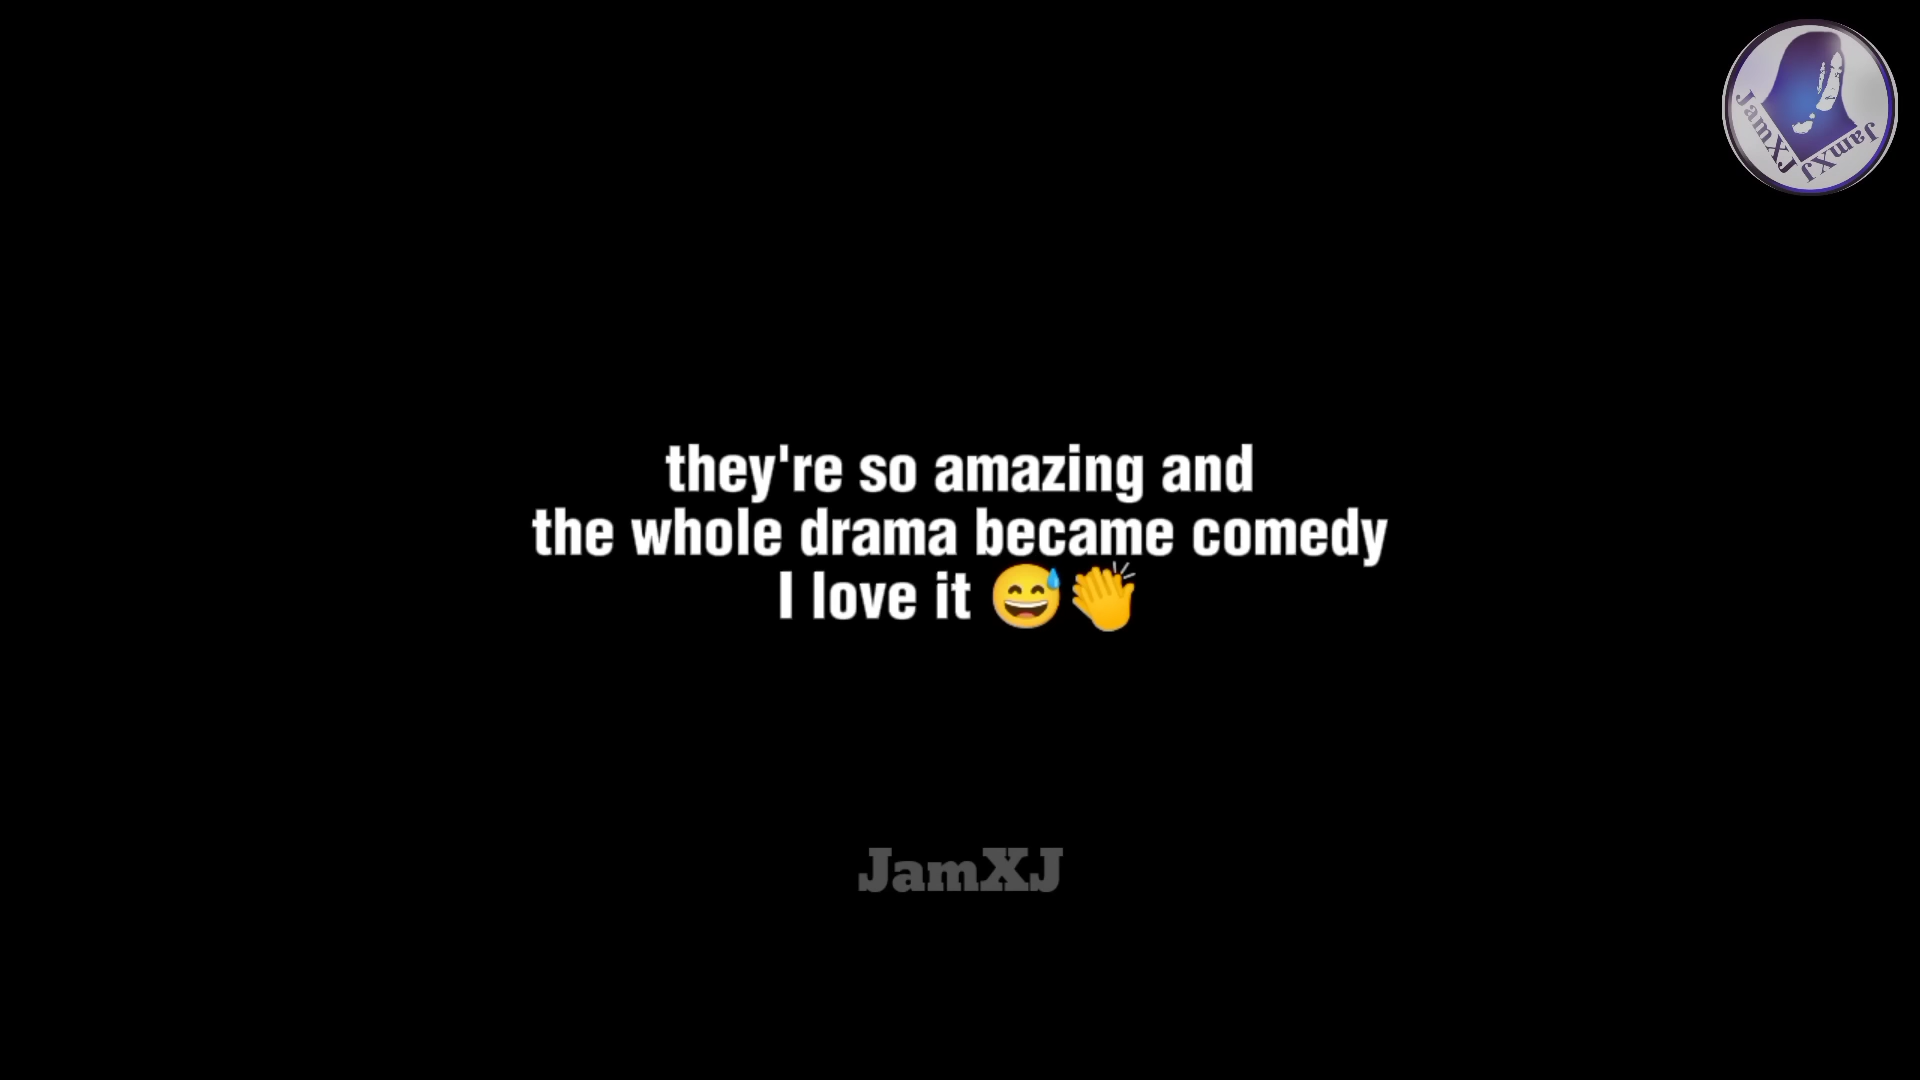 JamXJ JamXJ
they're so amazing and
the whole drama became comedy
I love it 😅👏
JamXJ